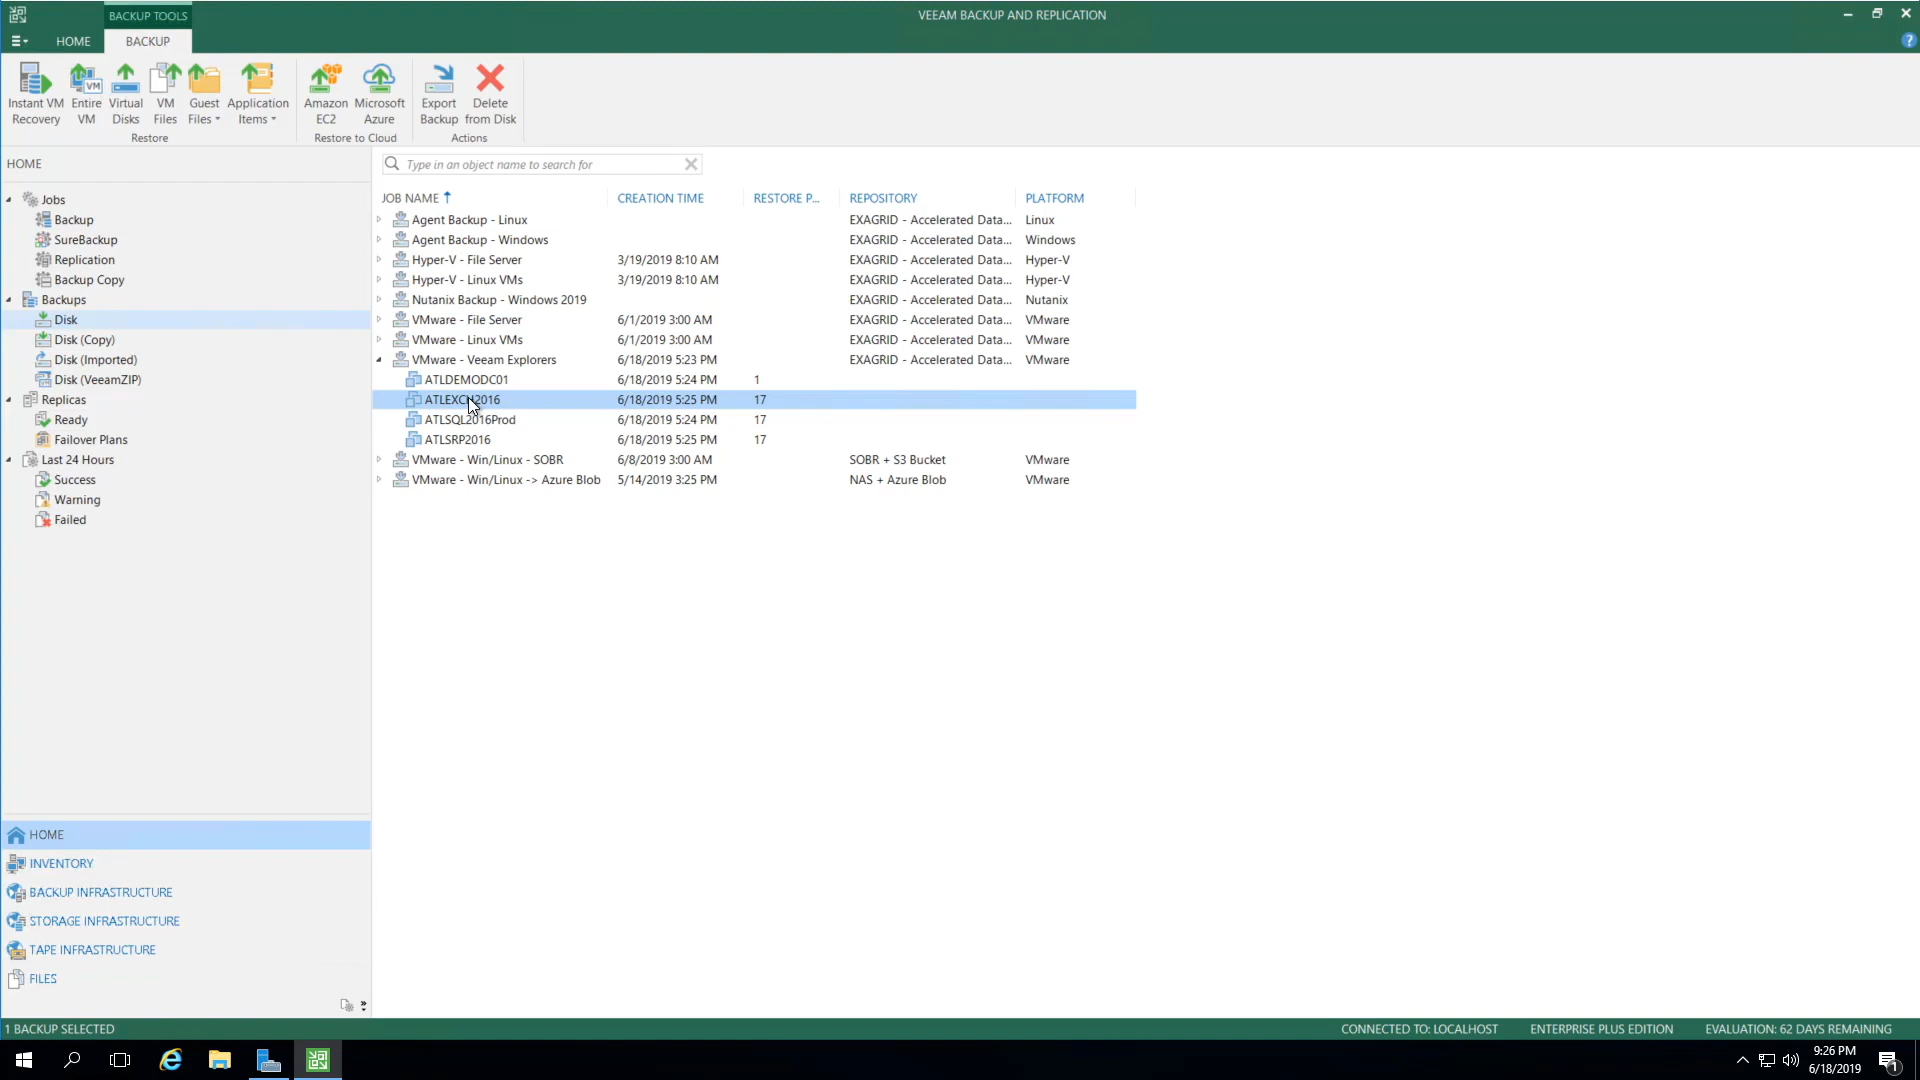 BACKUP TOOLS
VEEAM BACKUP AND REPLICATION
HOME
BACKUP
?
Instant VM Recovery
Entire VM
Virtual Disks
VM Files
Guest Files
Application Items
Restore
Amazon EC2
Microsoft Azure
Restore to Cloud
Export Backup
Delete from Disk
Actions
HOME
Type in an object name to search for
Jobs
Backup
SureBackup
Replication
Backup Copy
Backups
Disk
Disk (Copy)
Disk (Imported)
Disk (VeeamZIP)
Replicas
Ready
Failover Plans
Last 24 Hours
Success
Warning
Failed
JOB NAME CREATION TIME RESTORE P... REPOSITORY PLATFORM
Agent Backup - Linux EXAGRID - Accelerated Data... Linux
Agent Backup - Windows EXAGRID - Accelerated Data... Windows
Hyper-V - File Server 3/19/2019 8:10 AM EXAGRID - Accelerated Data... Hyper-V
Hyper-V - Linux VMs 3/19/2019 8:10 AM EXAGRID - Accelerated Data... Hyper-V
Nutanix Backup - Windows 2019 EXAGRID - Accelerated Data... Nutanix
VMware - File Server 6/1/2019 3:00 AM EXAGRID - Accelerated Data... VMware
VMware - Linux VMs 6/1/2019 3:00 AM EXAGRID - Accelerated Data... VMware
VMware - Veeam Explorers 6/18/2019 5:23 PM EXAGRID - Accelerated Data... VMware
ATLDEMODC01 6/18/2019 5:24 PM 1
ATLEXCH2016 6/18/2019 5:25 PM 17
ATLSQL2016Prod 6/18/2019 5:24 PM 17
ATLSRP2016 6/18/2019 5:25 PM 17
VMware - Win/Linux - SOBR 6/8/2019 3:00 AM SOBR + S3 Bucket VMware
VMware - Win/Linux -> Azure Blob 5/14/2019 3:25 PM NAS + Azure Blob VMware
HOME
INVENTORY
BACKUP INFRASTRUCTURE
STORAGE INFRASTRUCTURE
TAPE INFRASTRUCTURE
FILES
1 BACKUP SELECTED
CONNECTED TO: LOCALHOST
ENTERPRISE PLUS EDITION
EVALUATION: 62 DAYS REMAINING
9:26 PM
6/18/2019
1